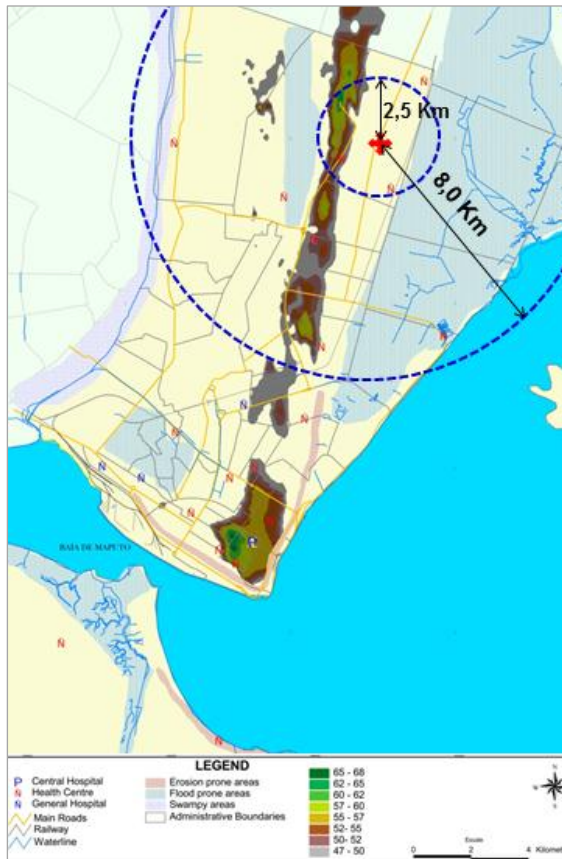 2,5 Km
8,0 Km
BAÍA DE MAPUTO
LEGEND
P Central Hospital
Ñ Health Centre
Ñ General Hospital
Main Roads
Railway
Waterline
Erosion prone areas
Flood prone areas
Swampy areas
Administrative Boundaries
65 - 68
62 - 65
60 - 62
57 - 60
55 - 57
52- 55
50- 52
47 - 50
N
0 2 4 Kilomet